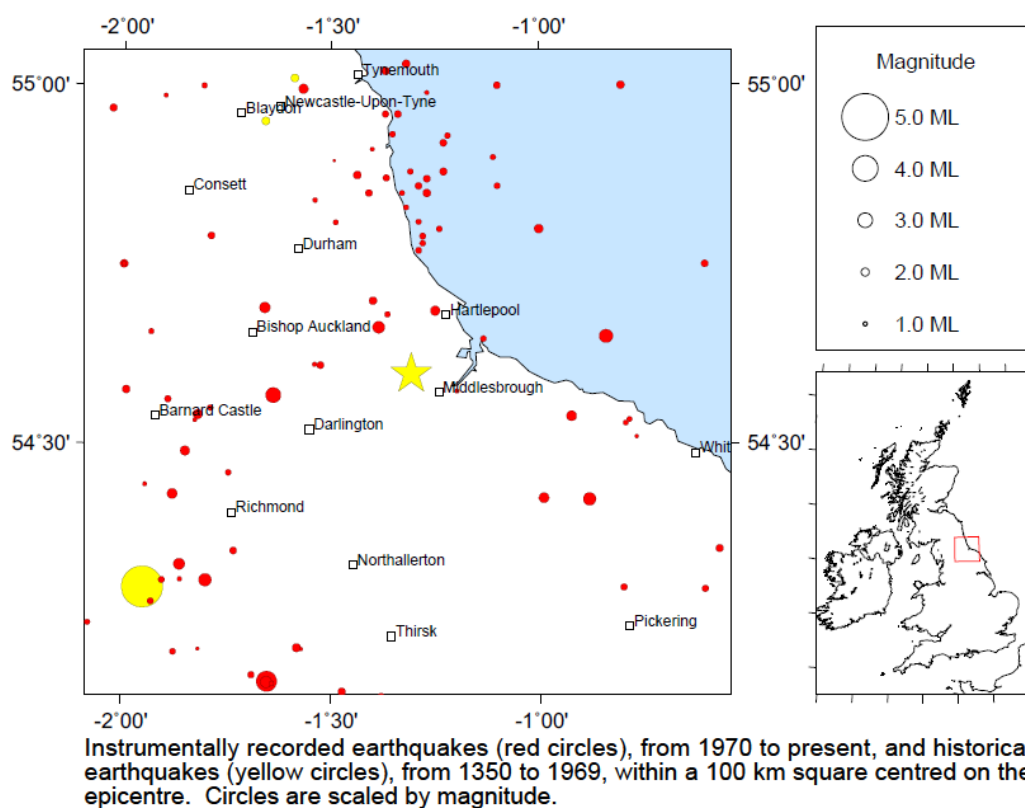 -2˚00' -1˚30' -1˚00'
55˚00' 55˚00'
Tynemouth
Newcastle-Upon-Tyne
Blaydon
Consett
Durham
Hartlepool
Bishop Auckland
Middlesbrough
Barnard Castle
Darlington
54˚30' 54˚30'
Whit
Richmond
Northallerton
Pickering
Thirsk
-2˚00' -1˚30' -1˚00'
Magnitude
5.0 ML
4.0 ML
3.0 ML
2.0 ML
1.0 ML
Instrumentally recorded earthquakes (red circles), from 1970 to present, and historica
earthquakes (yellow circles), from 1350 to 1969, within a 100 km square centred on the
epicentre. Circles are scaled by magnitude.